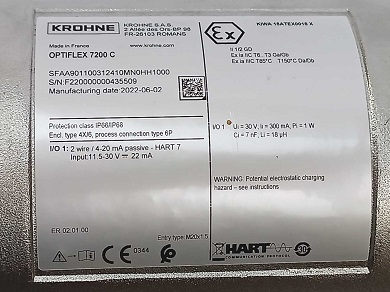 KROHNE
KROHNE S.A.S.
2 Allée des Ors-BP 98
FR-26103 ROMANS
Made in France
www.krohne.com
OPTIFLEX 7200 C
SFAA901100312410MN0HH1000
S/N:F220000000435509
Manufacturing date:2022-06-02
Protection class IP66/IP68
Encl. type 4X/6, process connection type 6P
I/O 1: 2 wire / 4-20 mA passive - HART 7
Input:11.5-30 V 22 mA
ER 02.01.00
Entry type: M20x1.5
CE 0344
Ex
KIWA 18ATEX0018 X
II 1/2 GD
Ex ia IIC T6...T3 Ga/Gb
Ex ia IIIC T85°C...T150°C Da/Db
I/O 1
Ui = 30 V; Ii = 300 mA; Pi = 1 W
Ci = 7 nF; Li = 18 µH
WARNING: Potential electrostatic charging
hazard – see instructions
HART
COMMUNICATION PROTOCOL